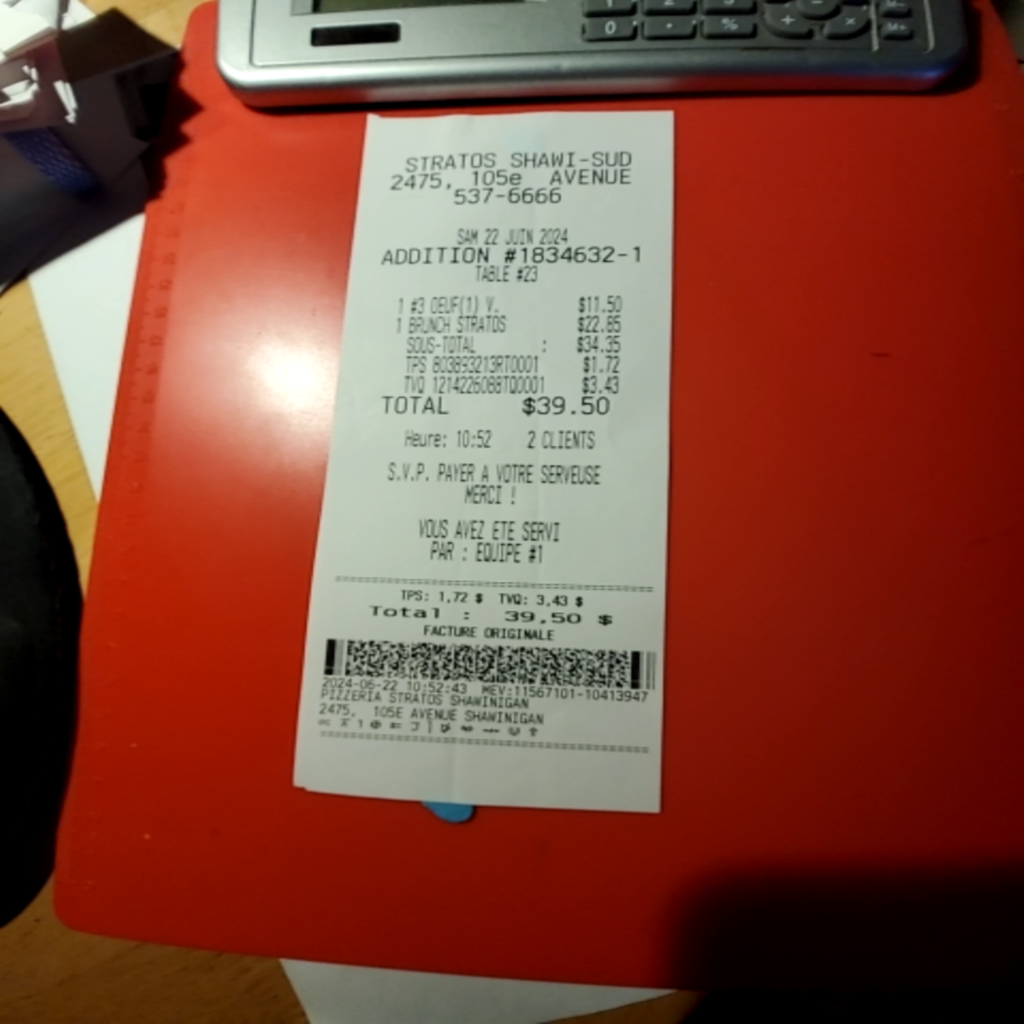 STRATOS SHAWI-SUD
2475, 105e AVENUE
537-6666
SAM 22 JUIN 2024
ADDITION #1834632-1
TABLE #23
1 #3 OEUF(1) V. $11.50
1 BRUNCH STRATOS $22.85
SOUS-TOTAL : $34.35
TPS 803893213RT0001 $1.72
TVQ 1214226088TQ0001 $3.43
TOTAL $39.50
Heure: 10:52 2 CLIENTS
S.V.P. PAYER A VOTRE SERVEUSE
MERCI !
VOUS AVEZ ETE SERVI
PAR : EQUIPE #1
TPS: 1,72 $ TVQ: 3,43 $
Total : 39,50 $
FACTURE ORIGINALE
2024-06-22 10:52:43 MEV:11567101-10413947
PIZZERIA STRATOS SHAWINIGAN
2475, 105E AVENUE SHAWINIGAN